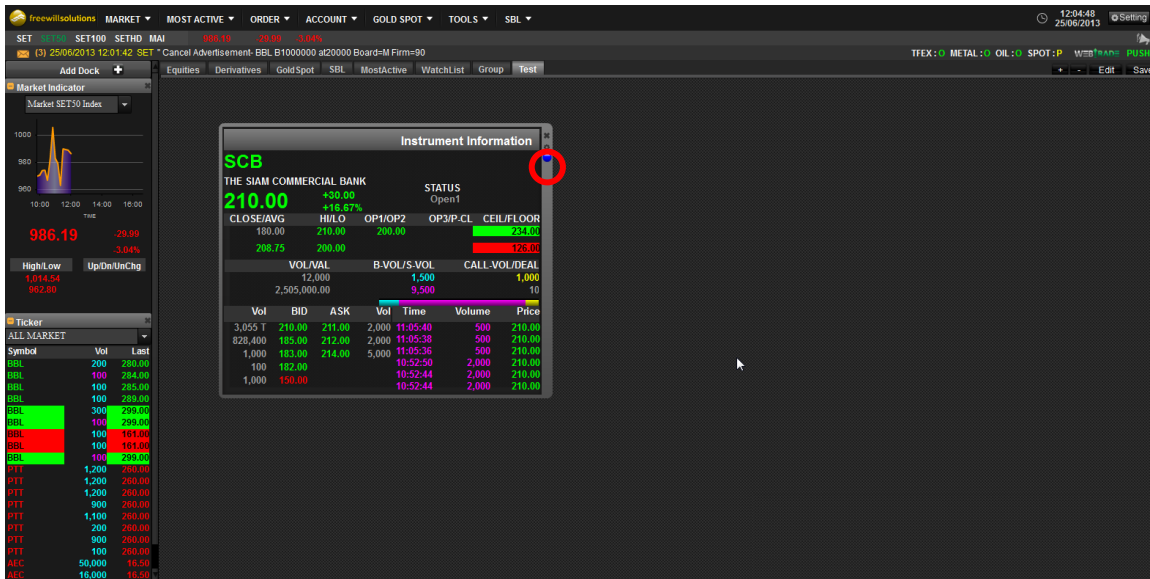 freewillsolutions MARKET MOST ACTIVE ORDER ACCOUNT GOLD SPOT TOOLS SBL 12:04:48 25/06/2013 Setting
SET SET50 SET100 SETHD MAI 986.19 -29.99 -3.04%
(3) 25/06/2013 12:01:42 SET * Cancel Advertisement- BBL B1000000 at20000 Board=M Firm=90 TFEX : O METAL : O OIL : O SPOT : P WEBTRADE PUSH
Add Dock + Equities Derivatives GoldSpot SBL MostActive WatchList Group Test + - Edit Save
Market Indicator
Market SET50 Index
1000
980
960
10:00 12:00 14:00 16:00
TIME
986.19 -29.99
-3.04%
High/Low Up/Dn/UnChg
1,014.54
962.80
Ticker
ALL MARKET
Symbol Vol Last
BBL 200 280.00
BBL 100 284.00
BBL 100 285.00
BBL 100 289.00
BBL 300 299.00
BBL 100 299.00
BBL 100 161.00
BBL 100 161.00
BBL 100 299.00
PTT 1,200 260.00
PTT 1,200 260.00
PTT 1,200 260.00
PTT 900 260.00
PTT 1,100 260.00
PTT 200 260.00
PTT 900 260.00
PTT 100 260.00
AEC 50,000 16.50
AEC 16,000 16.50
Instrument Information
SCB
THE SIAM COMMERCIAL BANK STATUS
210.00 +30.00 Open1
+16.67%
CLOSE/AVG HI/LO OP1/OP2 OP3/P-CL CEIL/FLOOR
180.00 210.00 200.00 234.00
208.75 200.00 126.00
VOL/VAL B-VOL/S-VOL CALL-VOL/DEAL
12,000 1,500 1,000
2,505,000.00 9,500 10
Vol BID ASK Vol Time Volume Price
3,055 T 210.00 211.00 2,000 11:05:40 500 210.00
828,400 185.00 212.00 2,000 11:05:38 500 210.00
1,000 183.00 214.00 5,000 11:05:36 500 210.00
100 182.00 10:52:50 2,000 210.00
1,000 150.00 10:52:44 2,000 210.00
10:52:44 2,000 210.00